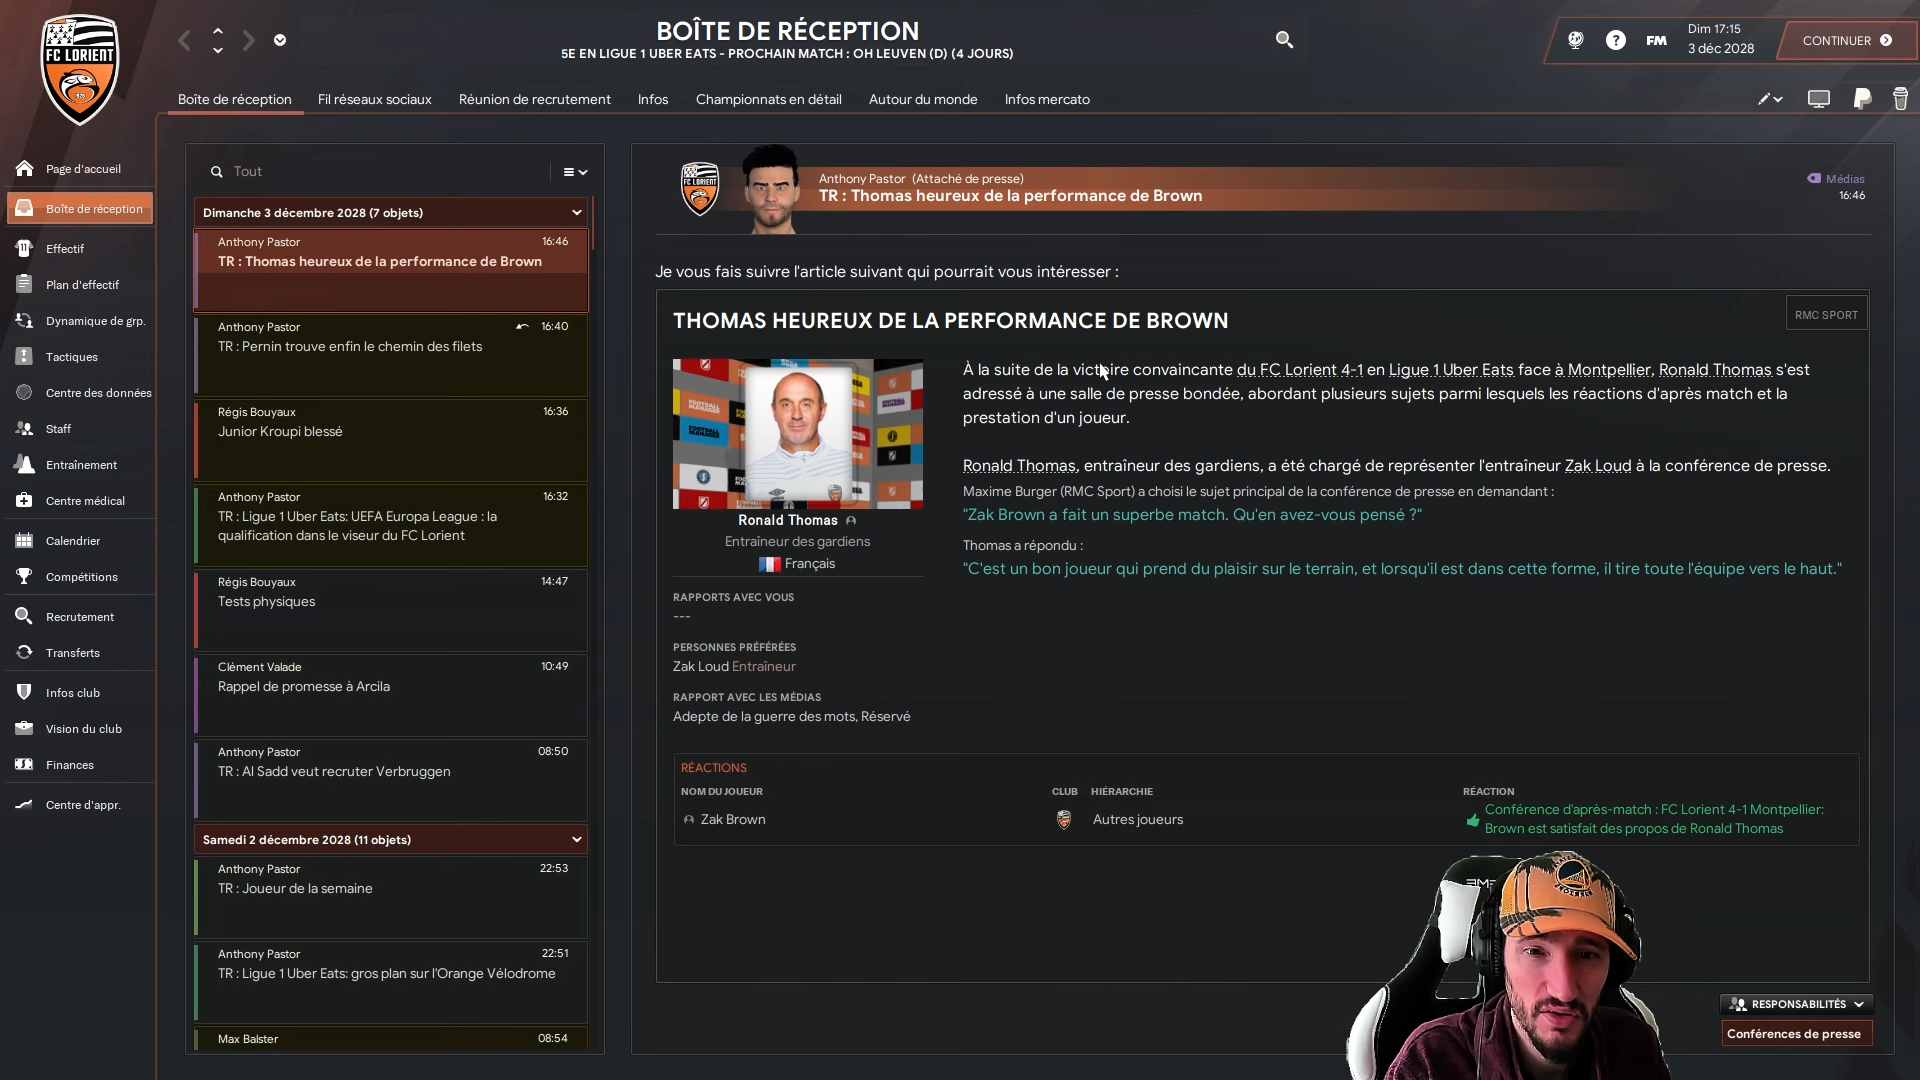 FC LORIENT
BOÎTE DE RÉCEPTION
5E EN LIGUE 1 UBER EATS - PROCHAIN MATCH : OH LEUVEN (D) (4 JOURS)
FM
Dim 17:15
3 déc 2028
CONTINUER
Boîte de réception
Fil réseaux sociaux
Réunion de recrutement
Infos
Championnats en détail
Autour du monde
Infos mercato
Page d'accueil
Boîte de réception
Effectif
Plan d'effectif
Dynamique de grp.
Tactiques
Centre des données
Staff
Entraînement
Centre médical
Calendrier
Compétitions
Recrutement
Transferts
Infos club
Vision du club
Finances
Centre d'appr.
Tout
Dimanche 3 décembre 2028 (7 objets)
Anthony Pastor 16:46
TR : Thomas heureux de la performance de Brown
Anthony Pastor 16:40
TR : Pernin trouve enfin le chemin des filets
Régis Bouyaux 16:36
Junior Kroupi blessé
Anthony Pastor 16:32
TR : Ligue 1 Uber Eats: UEFA Europa League : la
qualification dans le viseur du FC Lorient
Régis Bouyaux 14:47
Tests physiques
Clément Valade 10:49
Rappel de promesse à Arcila
Anthony Pastor 08:50
TR : Al Sadd veut recruter Verbruggen
Samedi 2 décembre 2028 (11 objets)
Anthony Pastor 22:53
TR : Joueur de la semaine
Anthony Pastor 22:51
TR : Ligue 1 Uber Eats: gros plan sur l'Orange Vélodrome
Max Balster 08:54
FC LORIENT
Anthony Pastor (Attaché de presse)
TR : Thomas heureux de la performance de Brown
Médias
16:46
Je vous fais suivre l'article suivant qui pourrait vous intéresser :
THOMAS HEUREUX DE LA PERFORMANCE DE BROWN
RMC SPORT
À la suite de la victoire convaincante du FC Lorient 4-1 en Ligue 1 Uber Eats face à Montpellier, Ronald Thomas s'est
adressé à une salle de presse bondée, abordant plusieurs sujets parmi lesquels les réactions d'après match et la
prestation d'un joueur.
Ronald Thomas, entraîneur des gardiens, a été chargé de représenter l'entraîneur Zak Loud à la conférence de presse.
Maxime Burger (RMC Sport) a choisi le sujet principal de la conférence de presse en demandant :
"Zak Brown a fait un superbe match. Qu'en avez-vous pensé ?"
Thomas a répondu :
"C'est un bon joueur qui prend du plaisir sur le terrain, et lorsqu'il est dans cette forme, il tire toute l'équipe vers le haut."
Ronald Thomas
Entraîneur des gardiens
Français
RAPPORTS AVEC VOUS
---
PERSONNES PRÉFÉRÉES
Zak Loud Entraîneur
RAPPORT AVEC LES MÉDIAS
Adepte de la guerre des mots, Réservé
RÉACTIONS
NOM DU JOUEUR CLUB HIÉRARCHIE RÉACTION
Zak Brown Autres joueurs
Conférence d'après-match : FC Lorient 4-1 Montpellier:
Brown est satisfait des propos de Ronald Thomas
RESPONSABILITÉS
Conférences de presse